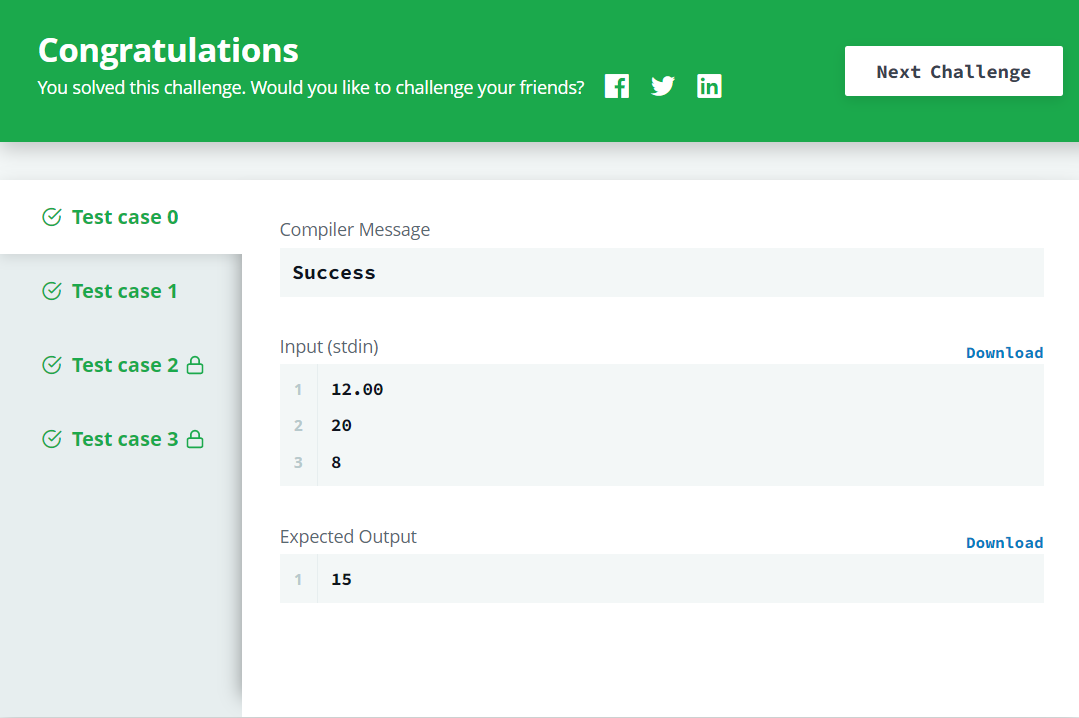 Congratulations
You solved this challenge. Would you like to challenge your friends?
Next Challenge
Test case 0
Test case 1
Test case 2
Test case 3
Compiler Message
Success
Input (stdin)
Download
1 12.00
2 20
3 8
Expected Output
Download
1 15